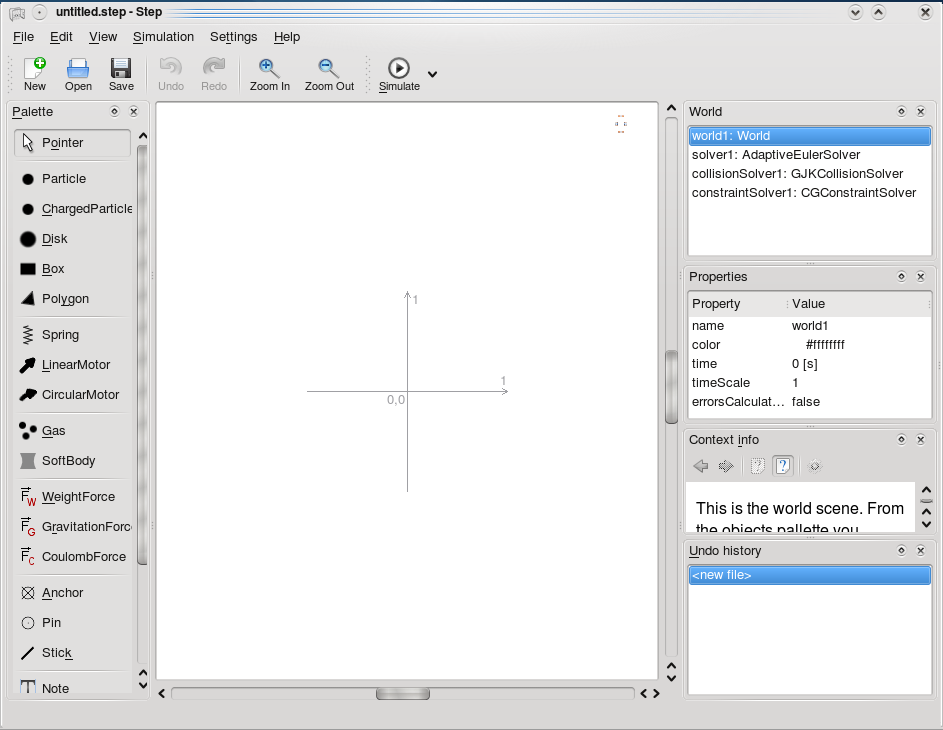 untitled.step - Step
File Edit View Simulation Settings Help
New Open Save Undo Redo Zoom In Zoom Out Simulate
Palette
Pointer
Particle
ChargedParticle
Disk
Box
Polygon
Spring
LinearMotor
CircularMotor
Gas
SoftBody
F W WeightForce
F G GravitationForc
F C CoulombForce
Anchor
Pin
Stick
Note
1
1
0,0
World
world1: World
solver1: AdaptiveEulerSolver
collisionSolver1: GJKCollisionSolver
constraintSolver1: CGConstraintSolver
Properties
Property Value
name world1
color #ffffffff
time 0 [s]
timeScale 1
errorsCalculat... false
Context info
This is the world scene. From
the objects pallette you
Undo history
<new file>